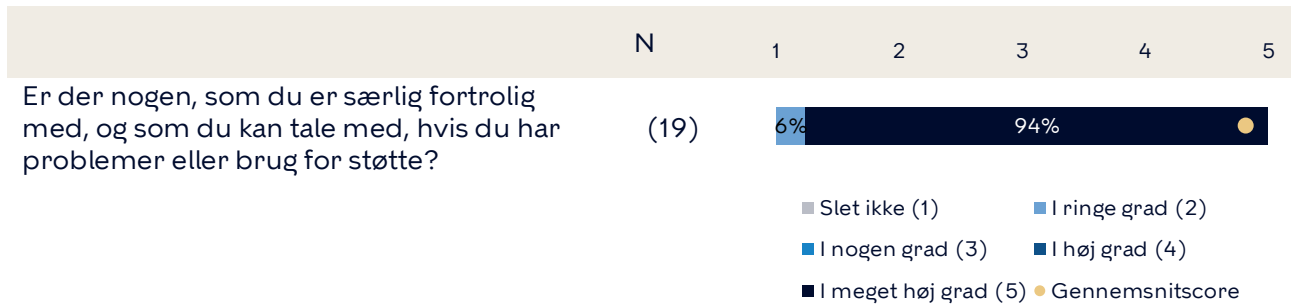 N 1 2 3 4 5
Er der nogen, som du er særlig fortrolig
med, og som du kan tale med, hvis du har
problemer eller brug for støtte?
(19)
6% 94%
Slet ikke (1) I ringe grad (2)
I nogen grad (3) I høj grad (4)
I meget høj grad (5) Gennemsnitscore